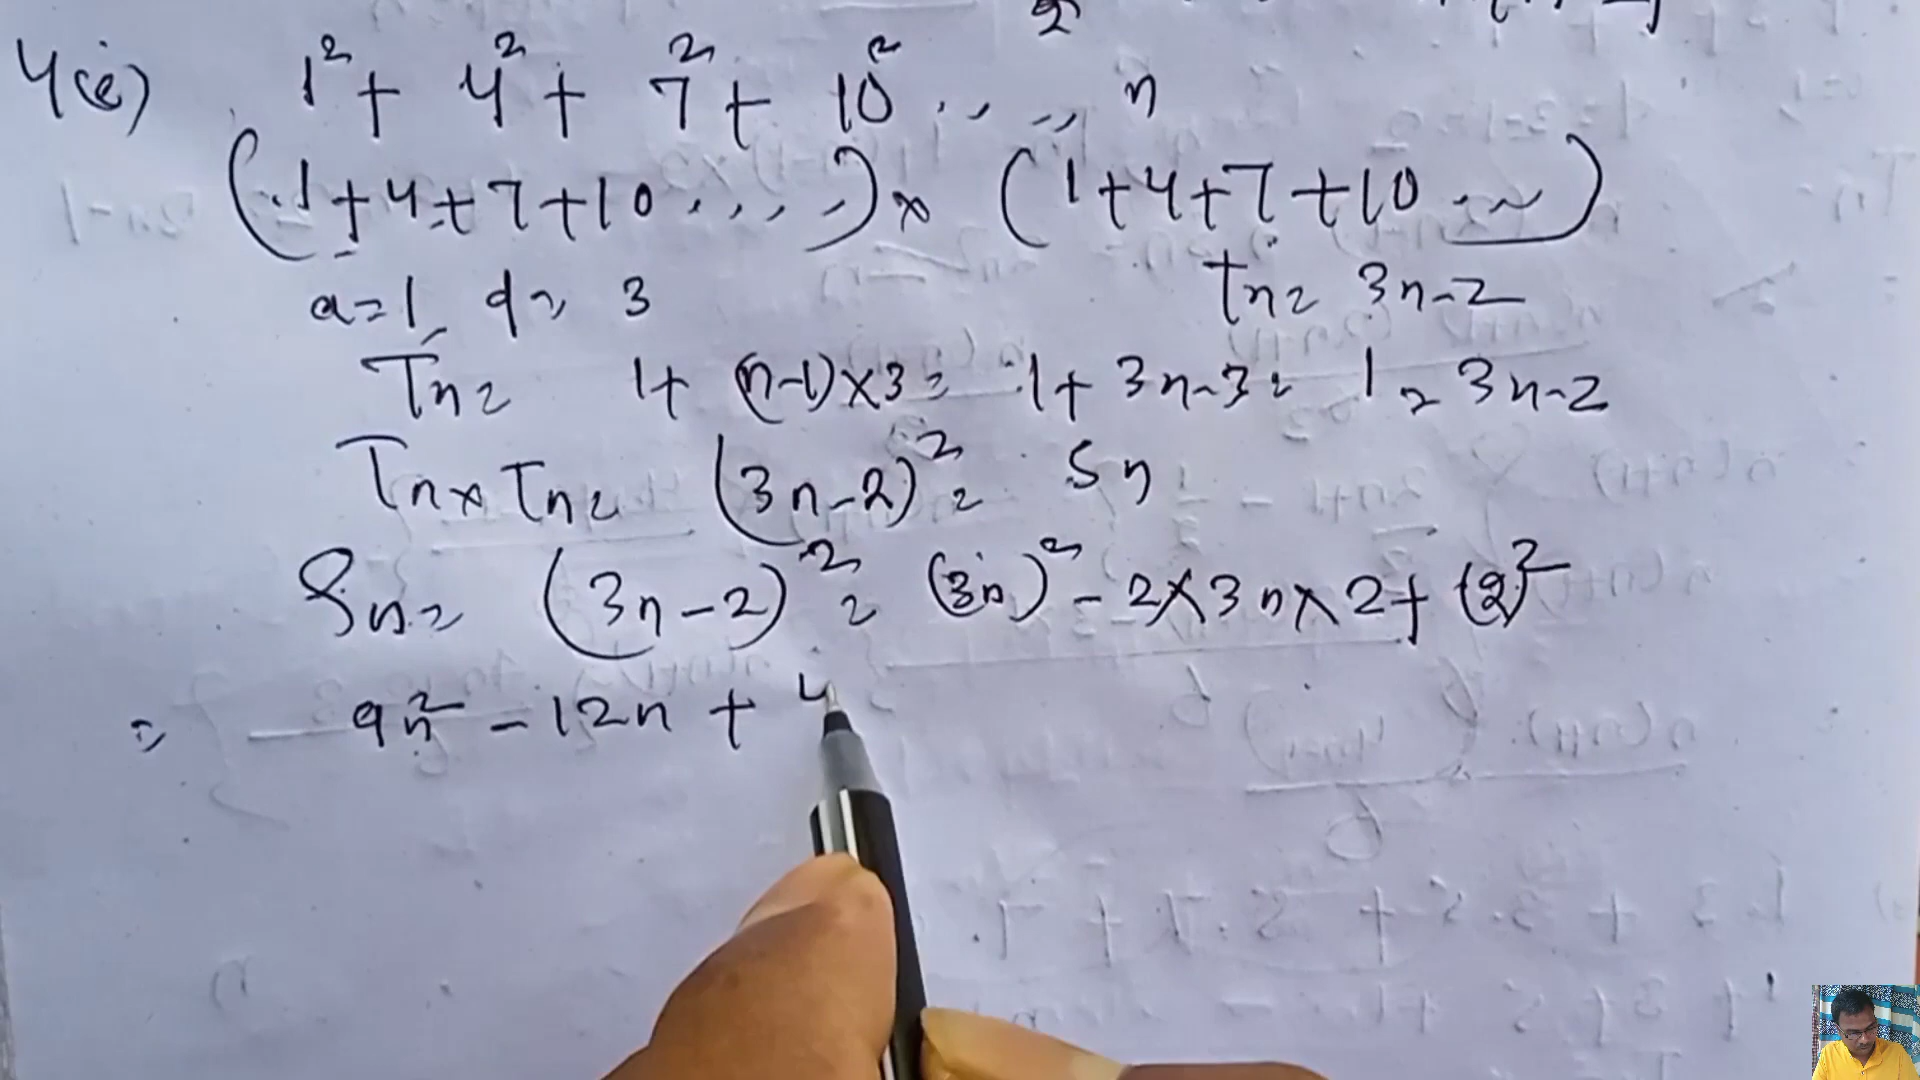 4(e) 1² + 4² + 7² + 10² ..... n
(1+4+7+10.....) × (1+4+7+10 ...)
a=1, d= 3 Tn= 3n-2
Tn= 1+ (n-1)×3= 1+ 3n-3= 1 = 3n-2
Tn × Tn= (3n-2)² = Sn
Sn= (3n-2)² = (3n)² - 2×3n×2+ (2)²
= 9n² - 12n + 4